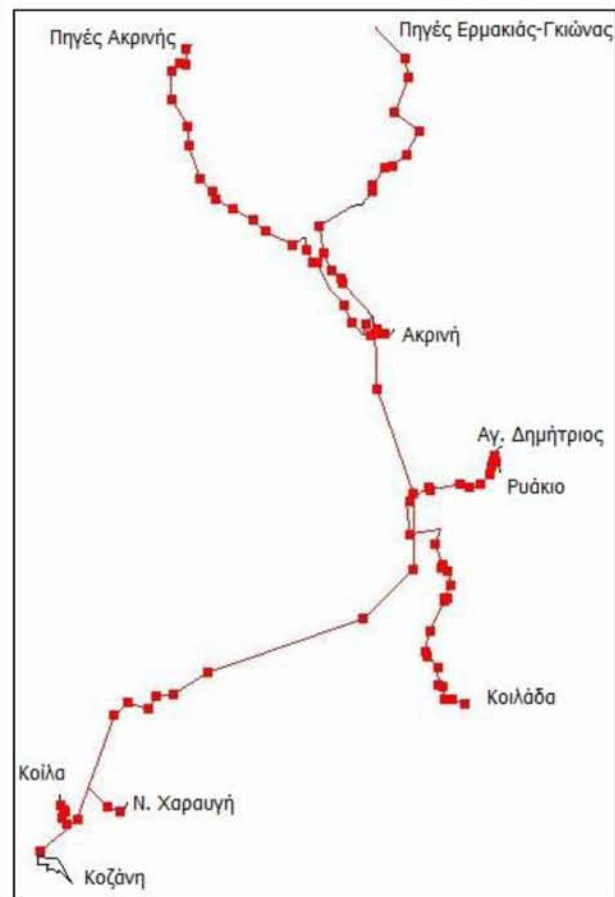 Πηγές Ακρινής
Πηγές Ερμακιάς-Γκιώνας
Ακρινή
Αγ. Δημήτριος
Ρυάκιο
Κοιλάδα
Κοίλα
Ν. Χαραυγή
Κοζάνη